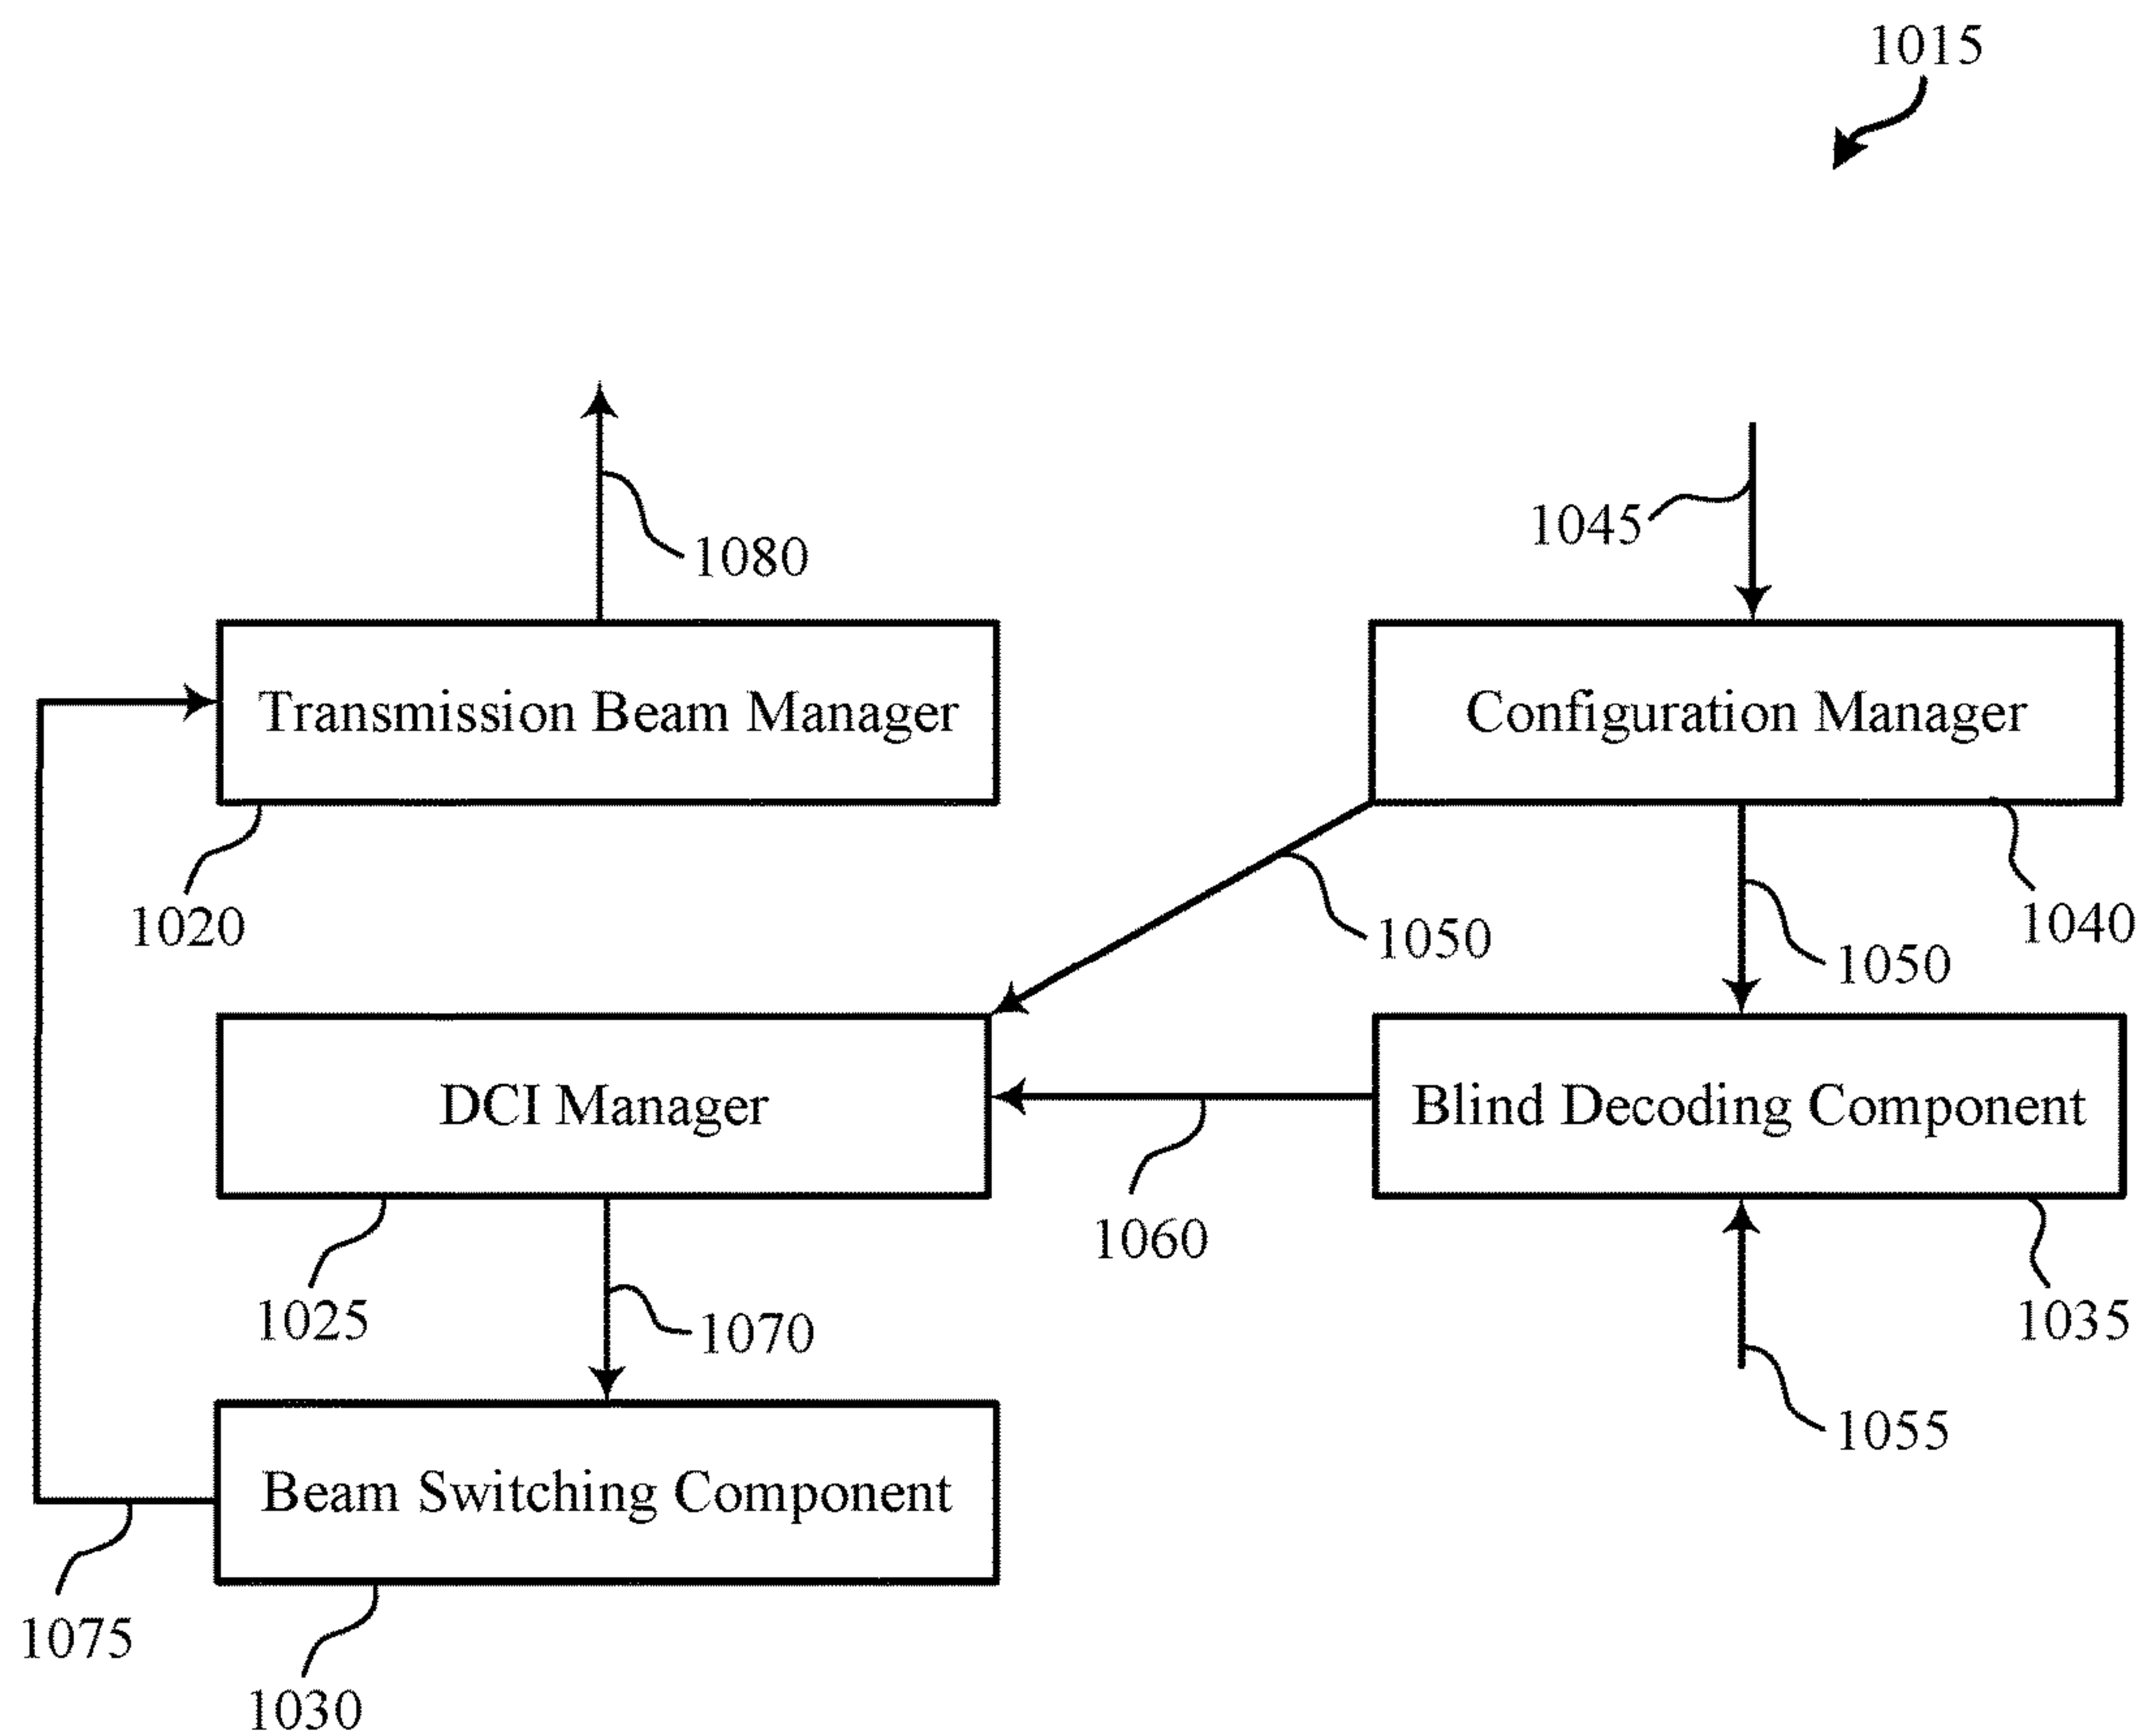 1015
1080
1045
Transmission Beam Manager
Configuration Manager
1020
1050
1050
1040
DCI Manager
Blind Decoding Component
1025
1070
1060
1035
1055
Beam Switching Component
1075
1030